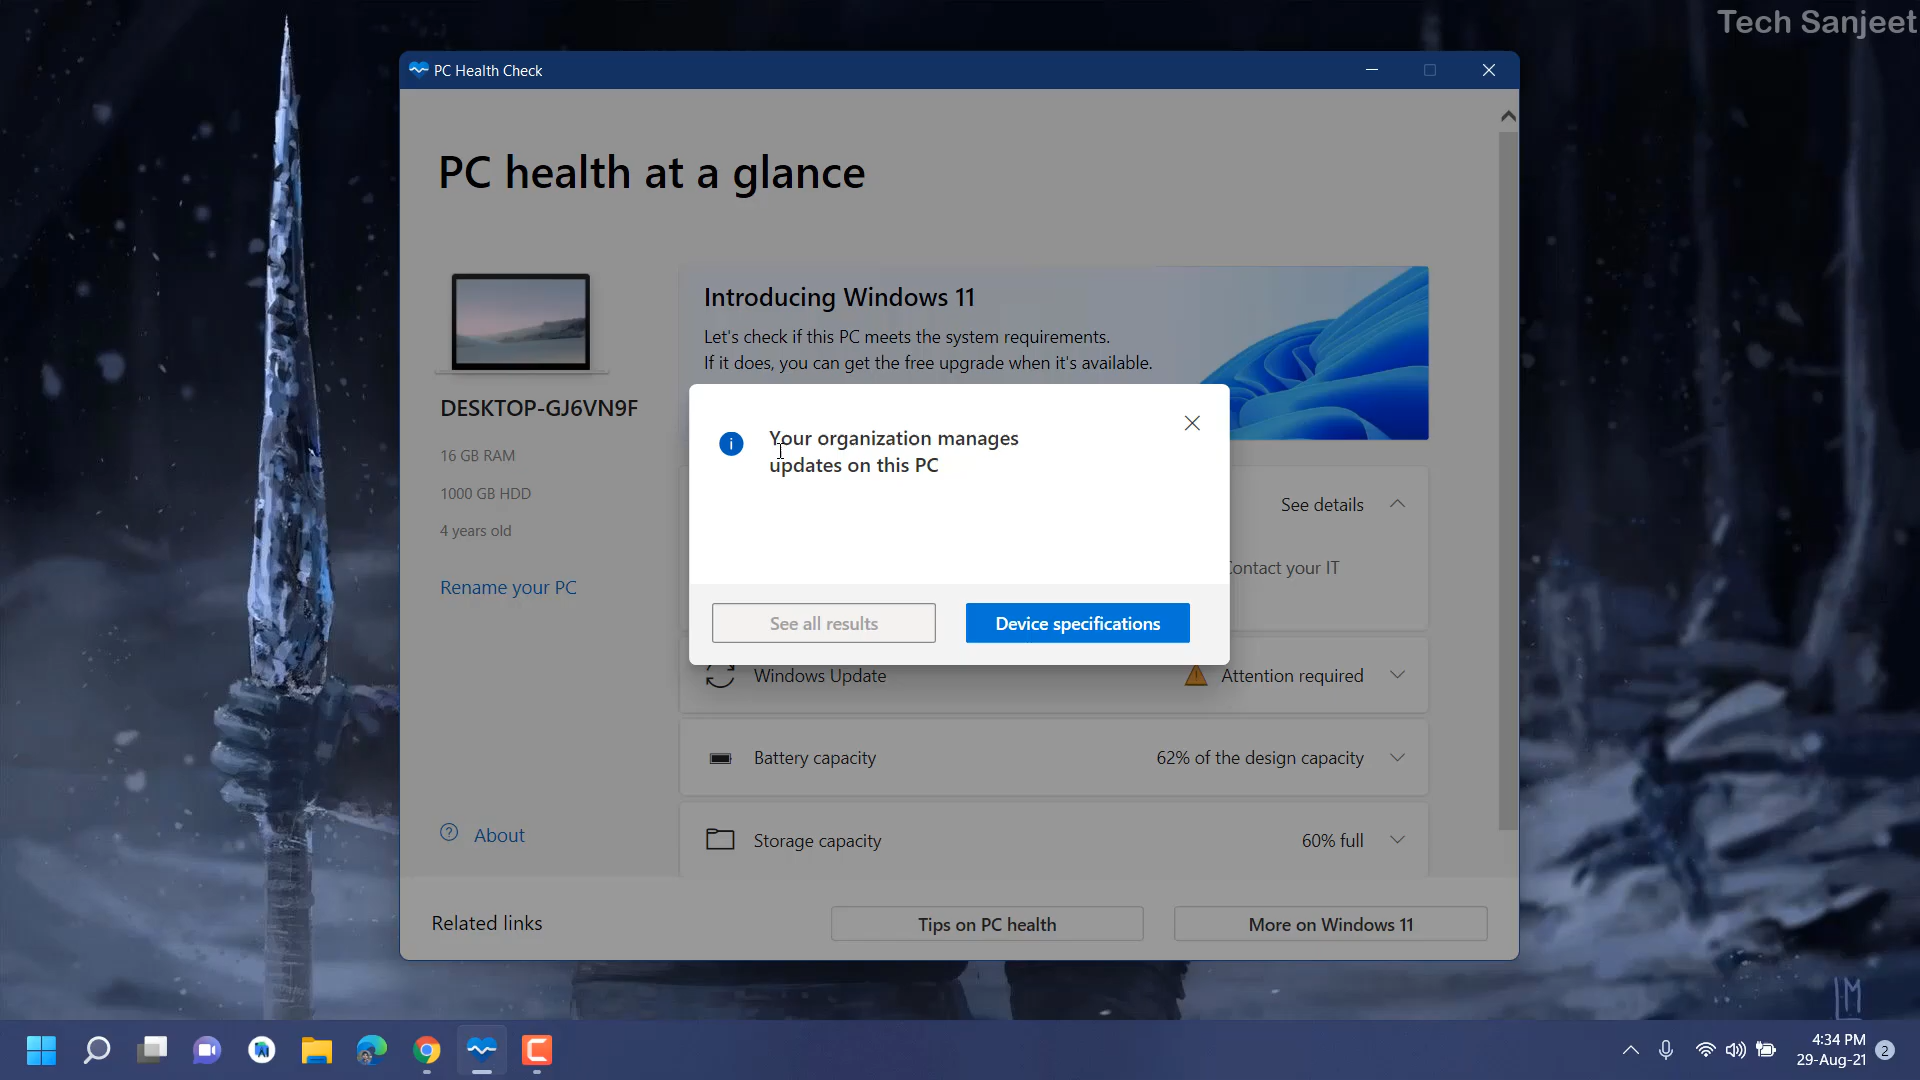 Tech Sanjeet
PC Health Check
PC health at a glance
DESKTOP-GJ6VN9F
16 GB RAM
1000 GB HDD
4 years old
Rename your PC
About
Introducing Windows 11
Let's check if this PC meets the system requirements.
If it does, you can get the free upgrade when it's available.
Your organization manages
updates on this PC
See all results
Device specifications
See details
Contact your IT
Windows Update
Attention required
Battery capacity
62% of the design capacity
Storage capacity
60% full
Related links
Tips on PC health
More on Windows 11
LM
4:34 PM
29-Aug-21
2